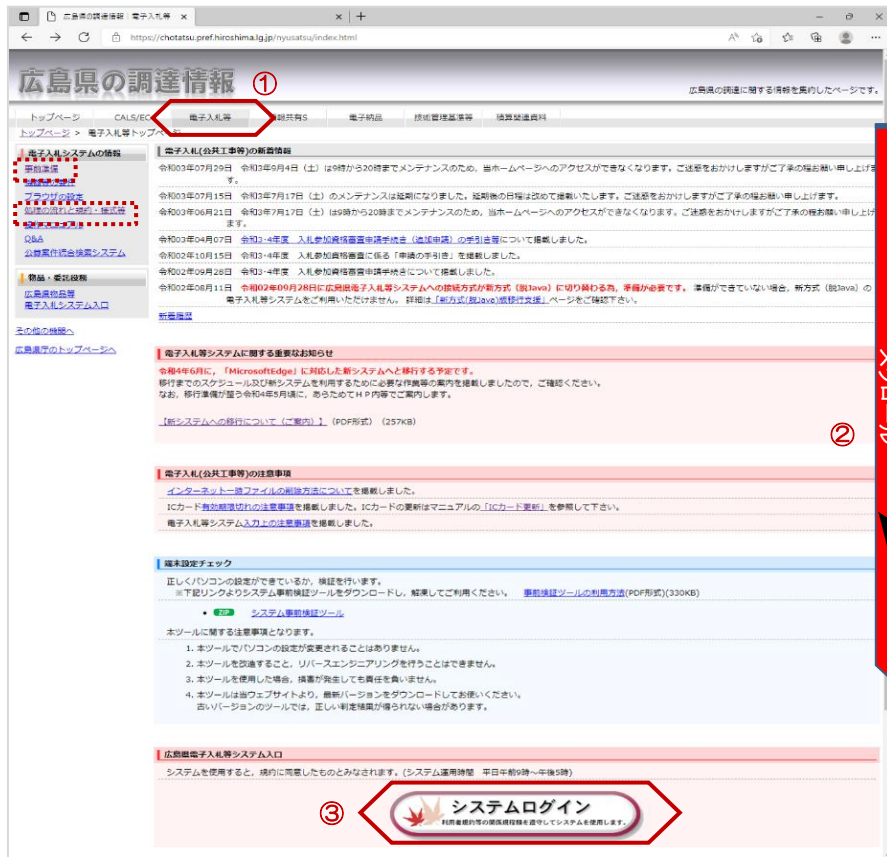 広島県の調達情報 電子入札等
https://chotatsu.pref.hiroshima.lg.jp/nyusatsu/index.html
広島県の調達情報
①
広島県の調達に関する情報を集約したページです。
トップページ CALS/EC 電子入札等 情報共有S 電子納品 技術管理基準等 積算関連資料
トップページ > 電子入札等トップページ
電子入札システムの情報
事前準備
ブラウザの設定
処理の流れと規約・様式等
Q&A
公募案件統合検索システム
物品・委託役務
広島県物品等
電子入札システム入口
その他の機関へ
広島県庁のトップページへ
電子入札(公共工事等)の新着情報
令和03年07月29日 令和3年9月4日(土)は9時から20時までメンテナンスのため、当ホームページへのアクセスができなくなります。ご迷惑をおかけしますがご了承の程お願い申し上げま
す。
令和03年07月15日 令和3年7月17日(土)のメンテナンスは延期になりました。延期後の日程は改めて掲載いたします。ご迷惑をおかけしますがご了承の程お願い申し上げます。
令和03年06月21日 令和3年7月17日(土)は9時から20時までメンテナンスのため、当ホームページへのアクセスができなくなります。ご迷惑をおかけしますがご了承の程お願い申し上げ
ます。
令和03年04月07日 令和3-4年度 入札参加資格審査申請手続き(追加申請)の手引き等について掲載しました。
令和02年10月15日 令和3-4年度 入札参加資格審査に係る「申請の手引き」を掲載しました。
令和02年09月28日 令和3-4年度 入札参加資格審査申請手続きについて掲載しました。
令和02年08月11日 令和02年09月28日に広島県電子入札等システムへの接続方式が新方式(脱Java)に切り替わる為、準備が必要です。 準備ができていない場合、新方式(脱Java)の
電子入札等システムをご利用いただけません。 詳細は「新方式(脱Java)版移行支援」ページをご確認下さい。
新着履歴
電子入札等システムに関する重要なお知らせ
令和4年6月に,「MicrosoftEdge」に対応した新システムへと移行する予定です。
移行までのスケジュール及び新システムを利用するために必要な作業等の案内を掲載しましたので,ご確認ください。
なお,移行準備が整う令和4年5月頃に,あらためてHP内等でご案内します。
【新システムへの移行について(ご案内)】(PDF形式)(257KB)
②
電子入札(公共工事等)の注意事項
インターネット一時ファイルの削除方法についてを掲載しました。
ICカード有効期限切れの注意事項を掲載しました。ICカードの更新はマニュアルの「ICカード更新」を参照して下さい。
電子入札等システム入力上の注意事項を掲載しました。
端末設定チェック
正しくパソコンの設定ができているか,検証を行います。
※下記リンクよりシステム事前検証ツールをダウンロードし,解凍してご利用ください。 事前検証ツールの利用方法(PDF形式)(330KB)
• ZIP システム事前検証ツール
本ツールに関する注意事項となります。
1. 本ツールでパソコンの設定が変更されることはありません。
2. 本ツールを改造すること,リバースエンジニアリングを行うことはできません。
3. 本ツールを使用した場合,損害が発生しても責任を負いません。
4. 本ツールは当ウェブサイトより,最新バージョンをダウンロードしてお使いください。
古いバージョンのツールでは,正しい判定結果が得られない場合があります。
広島県電子入札等システム入口
システムを使用すると,規約に同意したものとみなされます。(システム運用時間 平日午前9時~午後5時)
③
システムログイン
利用者規約等の関係規程類を遵守してシステムを使用します。